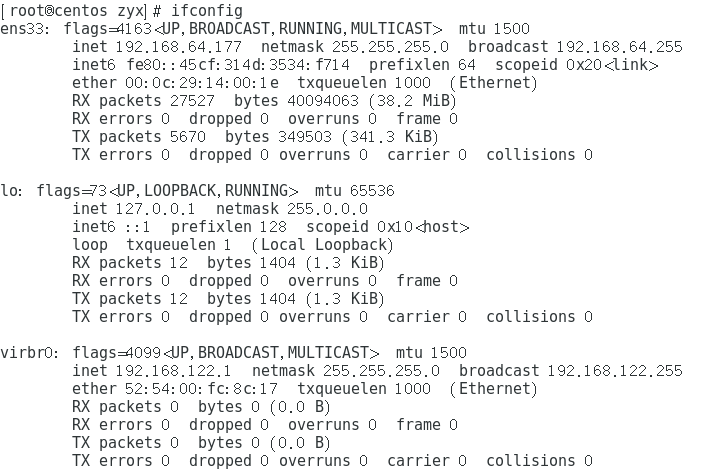 [root@centos zyx]# ifconfig
ens33: flags=4163<UP,BROADCAST,RUNNING,MULTICAST>  mtu 1500
        inet 192.168.64.177  netmask 255.255.255.0  broadcast 192.168.64.255
        inet6 fe80::45cf:314d:3534:f714  prefixlen 64  scopeid 0x20<link>
        ether 00:0c:29:14:00:1e  txqueuelen 1000  (Ethernet)
        RX packets 27527  bytes 40094063 (38.2 MiB)
        RX errors 0  dropped 0  overruns 0  frame 0
        TX packets 5670  bytes 349503 (341.3 KiB)
        TX errors 0  dropped 0 overruns 0  carrier 0  collisions 0

lo: flags=73<UP,LOOPBACK,RUNNING>  mtu 65536
        inet 127.0.0.1  netmask 255.0.0.0
        inet6 ::1  prefixlen 128  scopeid 0x10<host>
        loop  txqueuelen 1  (Local Loopback)
        RX packets 12  bytes 1404 (1.3 KiB)
        RX errors 0  dropped 0  overruns 0  frame 0
        TX packets 12  bytes 1404 (1.3 KiB)
        TX errors 0  dropped 0 overruns 0  carrier 0  collisions 0

virbr0: flags=4099<UP,BROADCAST,MULTICAST>  mtu 1500
        inet 192.168.122.1  netmask 255.255.255.0  broadcast 192.168.122.255
        ether 52:54:00:fc:8c:17  txqueuelen 1000  (Ethernet)
        RX packets 0  bytes 0 (0.0 B)
        RX errors 0  dropped 0  overruns 0  frame 0
        TX packets 0  bytes 0 (0.0 B)
        TX errors 0  dropped 0 overruns 0  carrier 0  collisions 0